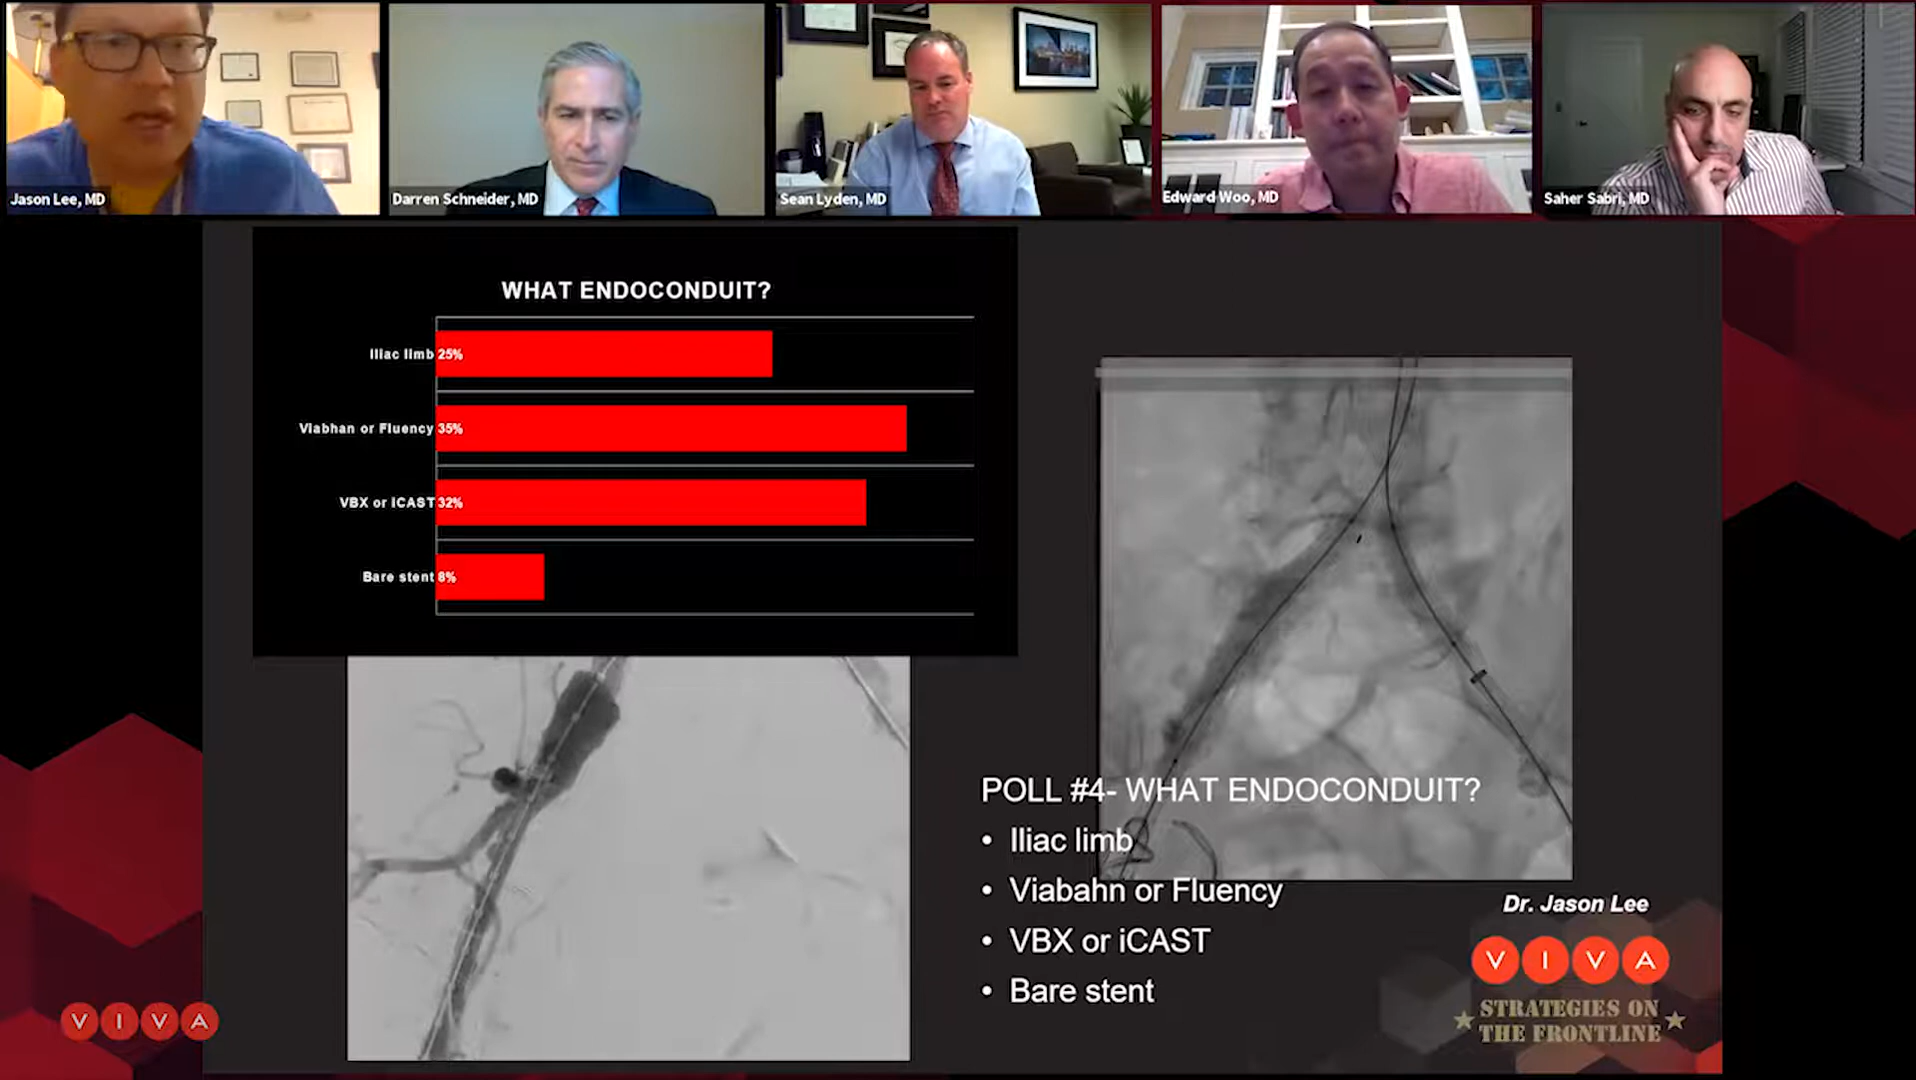 Jason Lee, MD
Darren Schneider, MD
Sean Lyden, MD
Edward Woo, MD
Saher Sabri, MD
WHAT ENDOCONDUIT?
Iliac limb 25%
Viabhan or Fluency 35%
VBX or iCAST 32%
Bare stent 8%
POLL #4- WHAT ENDOCONDUIT?
• Iliac limb
• Viabahn or Fluency
• VBX or iCAST
• Bare stent
Dr. Jason Lee
VIVA
STRATEGIES ON
THE FRONTLINE
VIVA